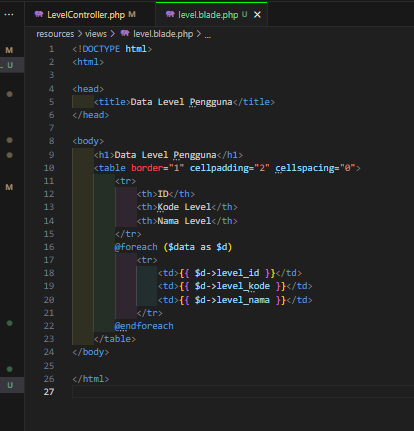 LevelController.php M level.blade.php U
resources > views > level.blade.php > ...
1 <!DOCTYPE html>
2 <html>
3
4 <head>
5 <title>Data Level Pengguna</title>
6 </head>
7
8 <body>
9 <h1>Data Level Pengguna</h1>
10 <table border="1" cellpadding="2" cellspacing="0">
11 <tr>
12 <th>ID</th>
13 <th>Kode Level</th>
14 <th>Nama Level</th>
15 </tr>
16 @foreach ($data as $d)
17 <tr>
18 <td>{{ $d->level_id }}</td>
19 <td>{{ $d->level_kode }}</td>
20 <td>{{ $d->level_nama }}</td>
21 </tr>
22 @endforeach
23 </table>
24 </body>
25
26 </html>
27
M
U
M
U